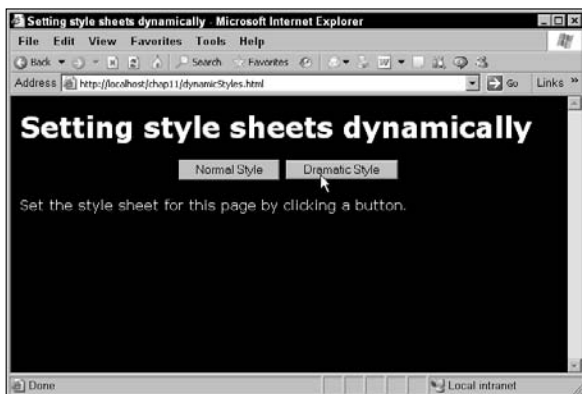 Setting style sheets dynamically - Microsoft Internet Explorer
File Edit View Favorites Tools Help
Back Search Favorites
Address http://localhost/chap11/dynamicStyles.html Go Links »
Setting style sheets dynamically
Normal Style Dramatic Style
Set the style sheet for this page by clicking a button.
Done Local intranet